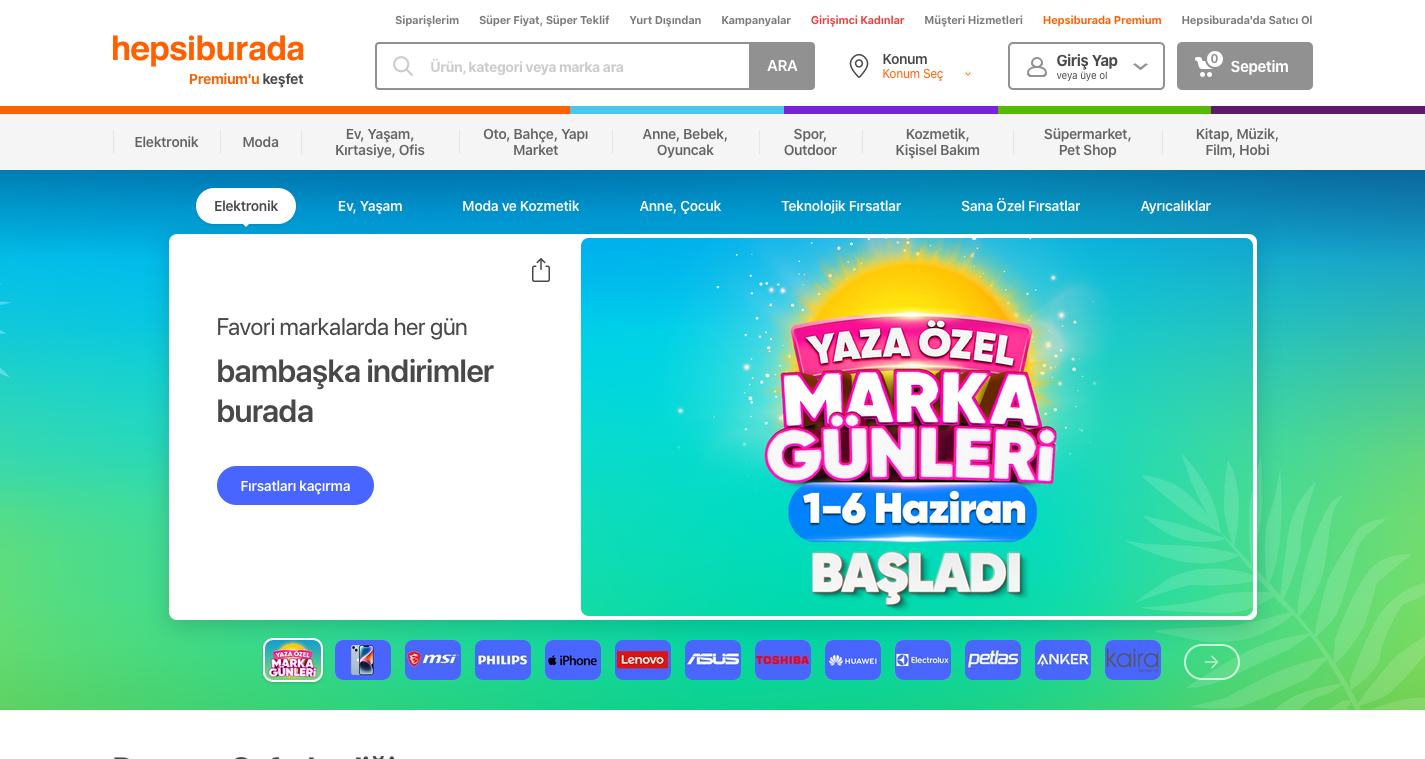 Siparişlerim Süper Fiyat, Süper Teklif Yurt Dışından Kampanyalar Girişimci Kadınlar Müşteri Hizmetleri Hepsiburada Premium Hepsiburada'da Satıcı Ol
hepsiburada
Premium'u keşfet
Ürün, kategori veya marka ara
ARA
Konum
Konum Seç
Giriş Yap
veya üye ol
0
Sepetim
Elektronik
Moda
Ev, Yaşam,
Kırtasiye, Ofis
Oto, Bahçe, Yapı
Market
Anne, Bebek,
Oyuncak
Spor,
Outdoor
Kozmetik,
Kişisel Bakım
Süpermarket,
Pet Shop
Kitap, Müzik,
Film, Hobi
Elektronik Ev, Yaşam Moda ve Kozmetik Anne, Çocuk Teknolojik Fırsatlar Sana Özel Fırsatlar Ayrıcalıklar
Favori markalarda her gün
bambaşka indirimler
burada
Fırsatları kaçırma
YAZA ÖZEL
MARKA
GÜNLERİ
1-6 Haziran
BAŞLADI
YAZA ÖZEL
MARKA
GÜNLERİ
msi
PHILIPS
iPhone
Lenovo
ASUS
TOSHIBA
HUAWEI
Electrolux
petlas
ANKER
kaira